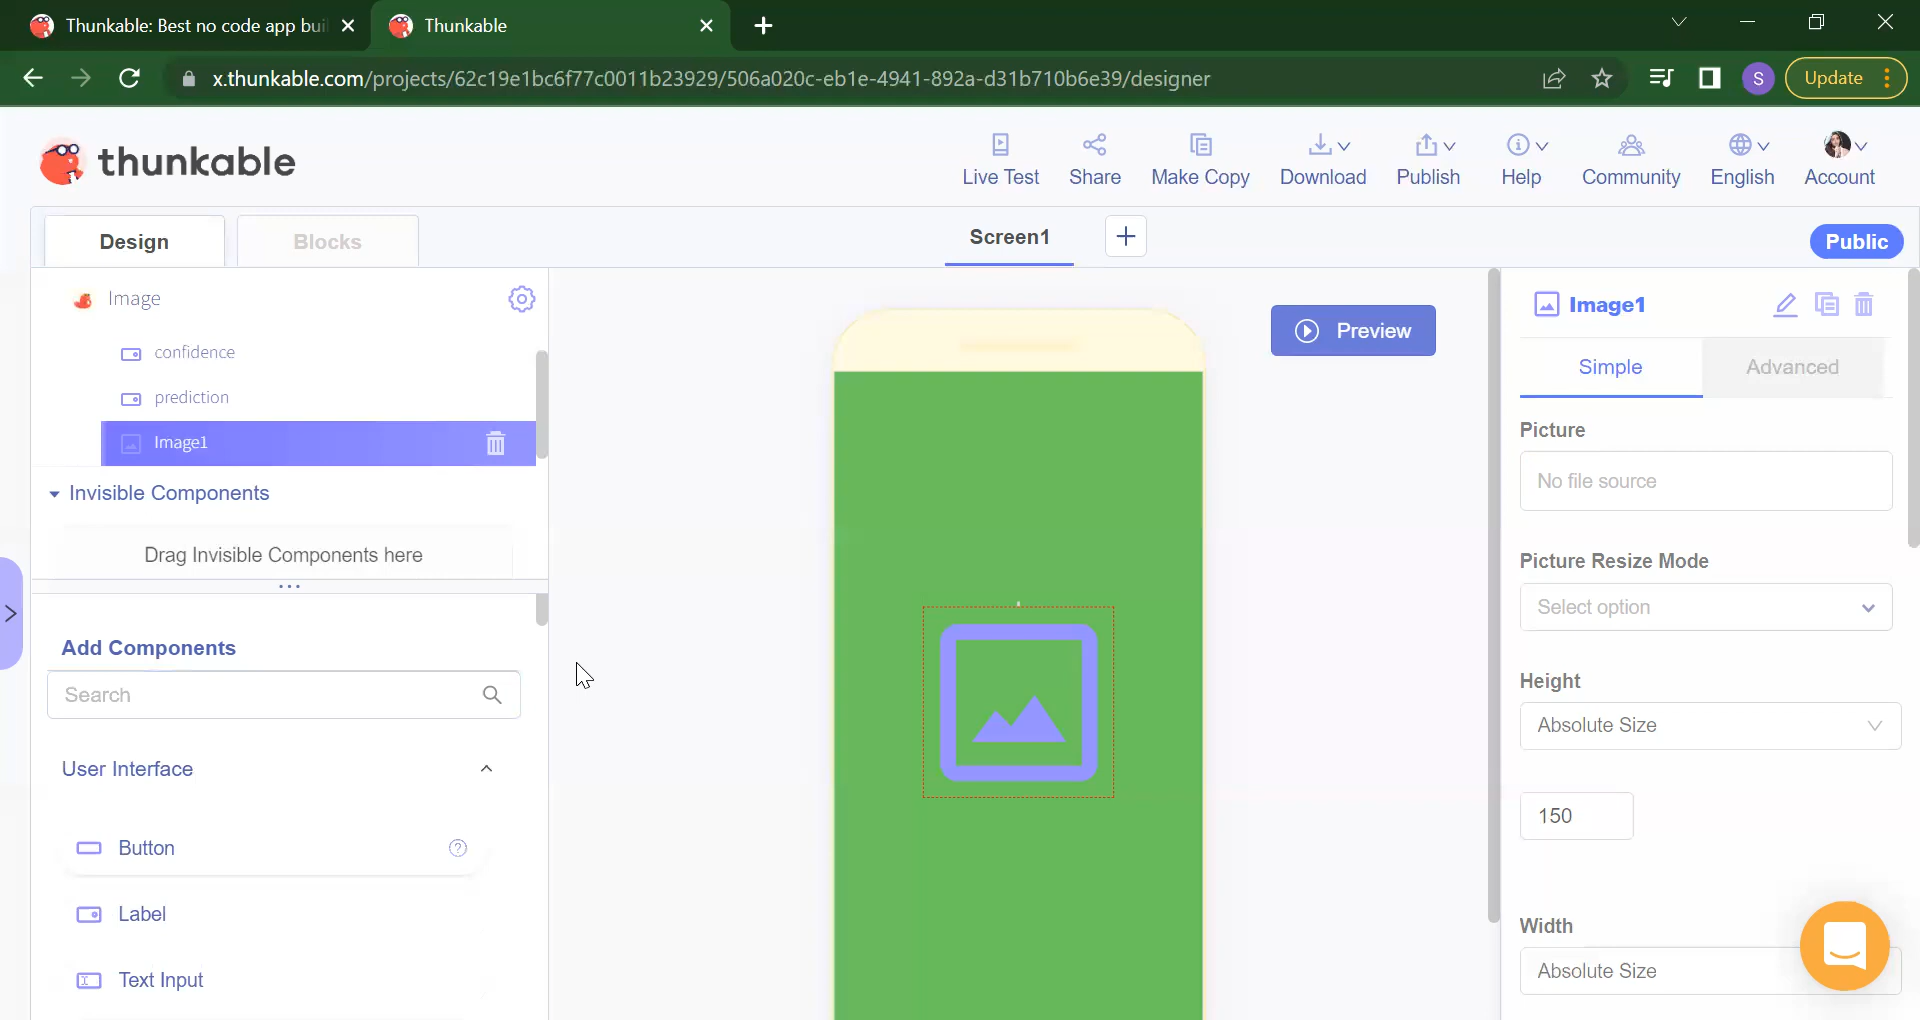 Thunkable: Best no code app bui
Thunkable
x.thunkable.com/projects/62c19e1bc6f77c0011b23929/506a020c-eb1e-4941-892a-d31b710b6e39/designer
S
Update
thunkable
Live Test
Share
Make Copy
Download
Publish
Help
Community
English
Account
Design
Blocks
Screen1
Public
Image
confidence
prediction
Image1
Invisible Components
Drag Invisible Components here
Add Components
Search
User Interface
Button
Label
Text Input
Preview
Image1
Simple
Advanced
Picture
No file source
Picture Resize Mode
Select option
Height
Absolute Size
150
Width
Absolute Size